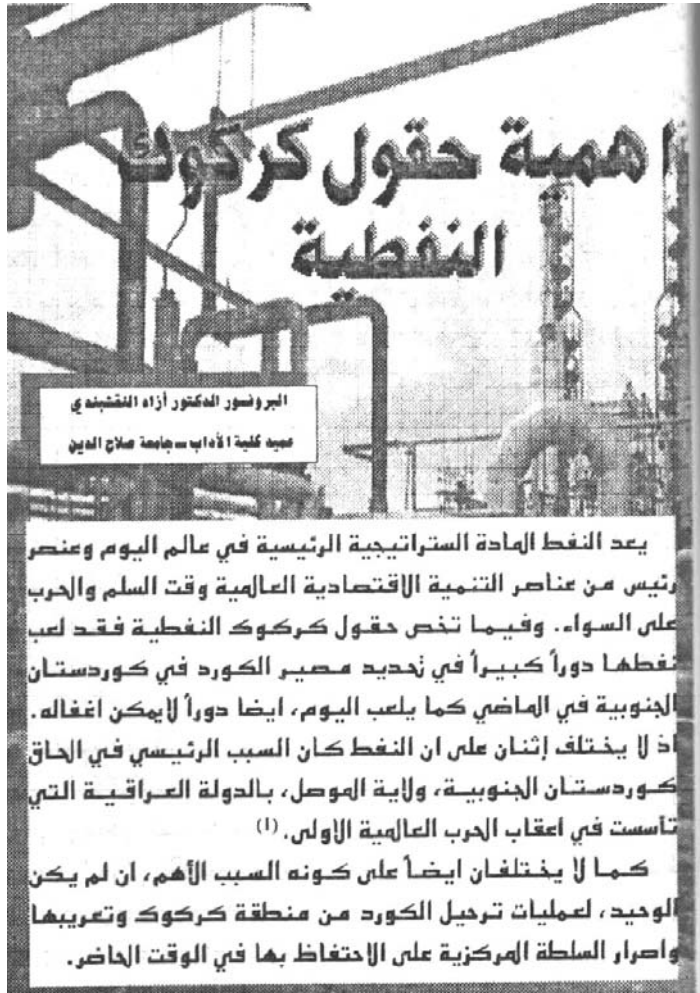 اهمية حقول كركوك
النفطية
البروفسور الدكتور أزاد النقشبندي
عميد كلية الأداب ــ جامعة صلاح الدين
يعد النفط المادة الستراتيجية الرئيسية في عالم اليوم وعنصر
رئيس من عناصر التنمية الاقتصادية العالمية وقت السلم والحرب
على السواء. وفيما تخص حقول كركوك النفطية فقد لعب
نفطها دوراً كبيراً في تحديد مصير الكورد في كوردستان
الجنوبية في الماضي كما يلعب اليوم، ايضا دوراً لايمكن اغفاله.
اذ لا يختلف إثنان على ان النفط كان السبب الرئيسي في الحاق
كوردستان الجنوبية، ولاية الموصل، بالدولة العراقية التي
تأسست في اعقاب الحرب العالمية الاولى. (1)
كما لا يختلفان ايضاً على كونه السبب الأهم، ان لم يكن
الوحيد، لعمليات ترحيل الكورد من منطقة كركوك وتعريبها
واصرار السلطة المركزية على الاحتفاظ بها في الوقت الحاضر.